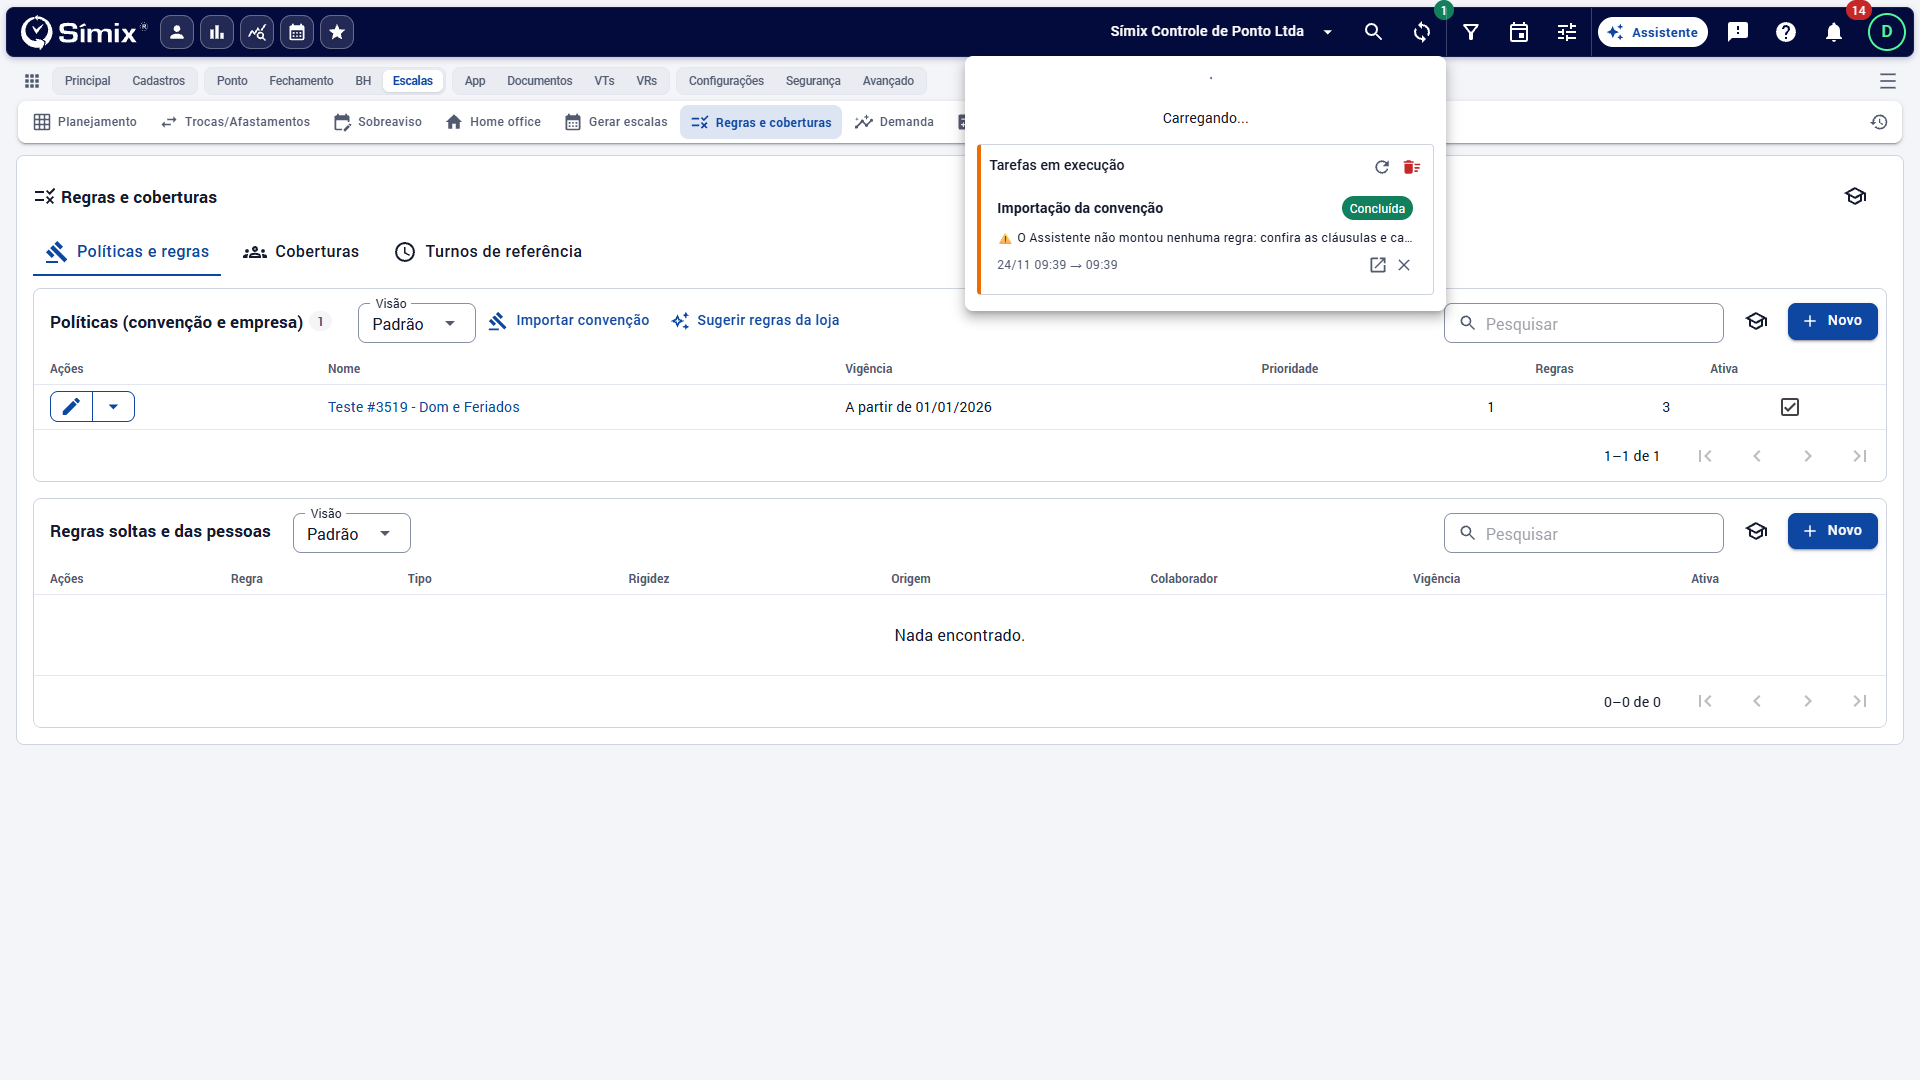 Símix
Símix Controle de Ponto Ltda
1
Assistente
14
D
Principal
Cadastros
Ponto
Fechamento
BH
Escalas
App
Documentos
VTs
VRs
Configurações
Segurança
Avançado
Planejamento
Trocas/Afastamentos
Sobreaviso
Home office
Gerar escalas
Regras e coberturas
Demanda
Carregando...
Tarefas em execução
Importação da convenção
Concluída
⚠ O Assistente não montou nenhuma regra: confira as cláusulas e ca...
24/11 09:39 → 09:39
Regras e coberturas
Políticas e regras
Coberturas
Turnos de referência
Políticas (convenção e empresa) 1
Visão
Padrão
Importar convenção
Sugerir regras da loja
Pesquisar
+ Novo
Ações
Nome
Vigência
Prioridade
Regras
Ativa
Teste #3519 - Dom e Feriados
A partir de 01/01/2026
1
3
1–1 de 1
Regras soltas e das pessoas
Visão
Padrão
Pesquisar
+ Novo
Ações
Regra
Tipo
Rigidez
Origem
Colaborador
Vigência
Ativa
Nada encontrado.
0–0 de 0